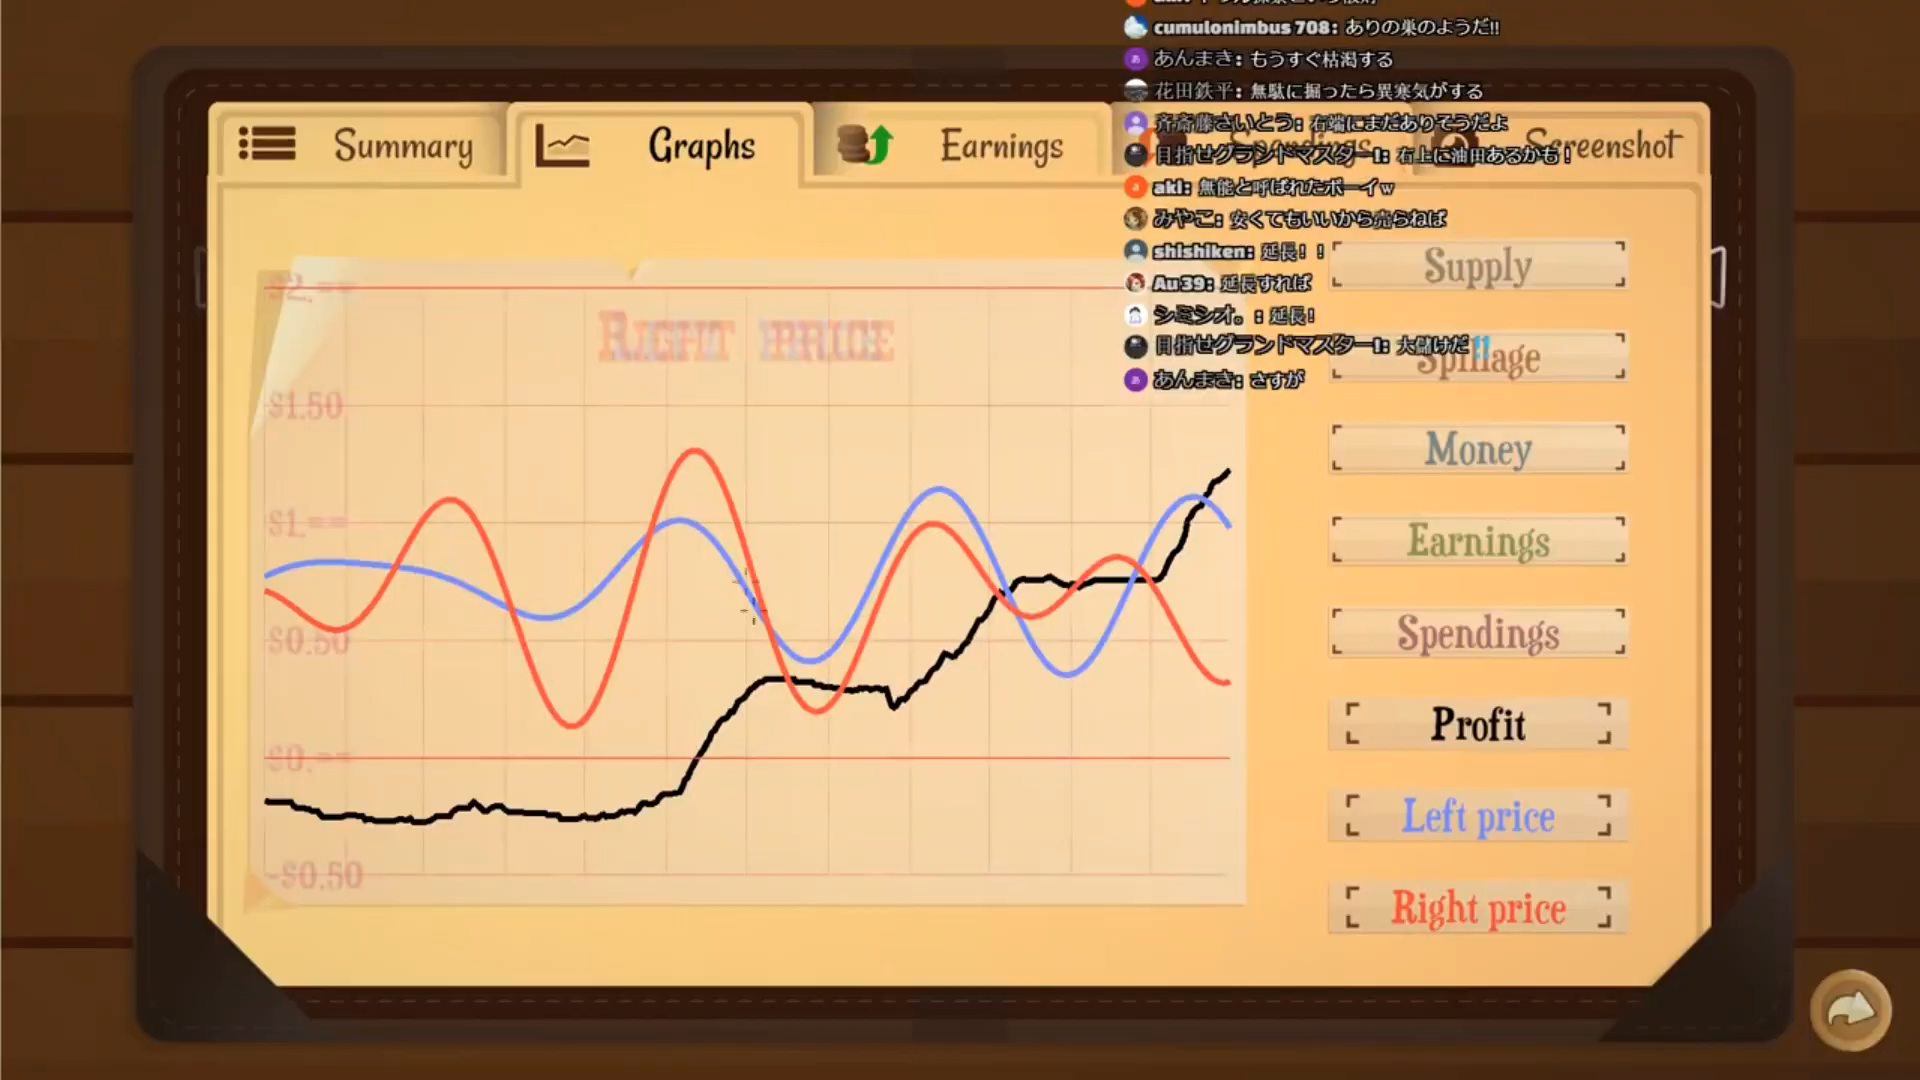 cumulonimbus 708: ありの巣のようだ!!
あんまき: もうすぐ枯渇する
花田鉄平: 無駄に掘ったら異寒気がする
斉斎藤さいとう: 右端にまだありそうだよ
目指せグランドマスターI: 右上に油田あるかも!
aki: 無能と呼ばれたボーイw
みやこ: 安くてもいいから売らねば
shishiken: 延長!!
Au39: 延長すれば
シミシオ。: 延長!
目指せグランドマスターI: 大儲けだ!!
あんまき: さすが
Summary
Graphs
Earnings
Spendings
Screenshot
RIGHT PRICE
$2.==
$1.50
$1.==
$0.50
$0.==
-$0.50
Supply
Spillage
Money
Earnings
Spendings
Profit
Left price
Right price